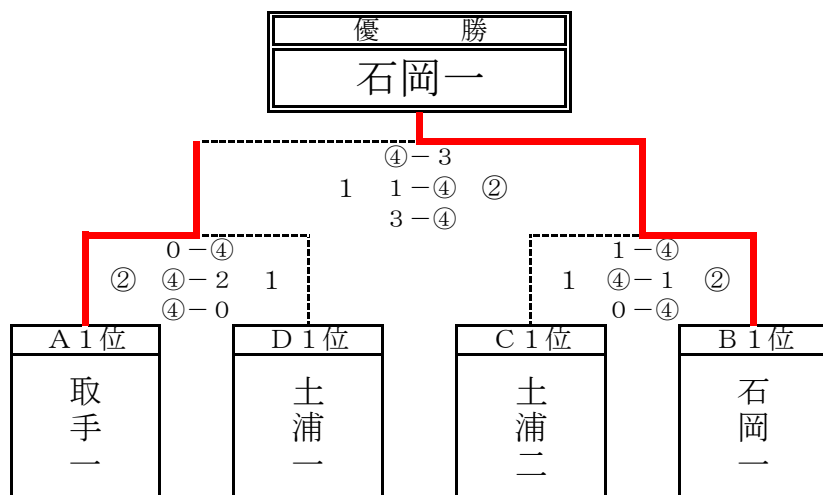 優　勝
石岡一
④－３
１　１－④　②
３－④
０－④
②　④－２　１
④－０
１－④
１　④－１　②
０－④
Ａ１位
取手一
Ｄ１位
土浦一
Ｃ１位
土浦二
Ｂ１位
石岡一